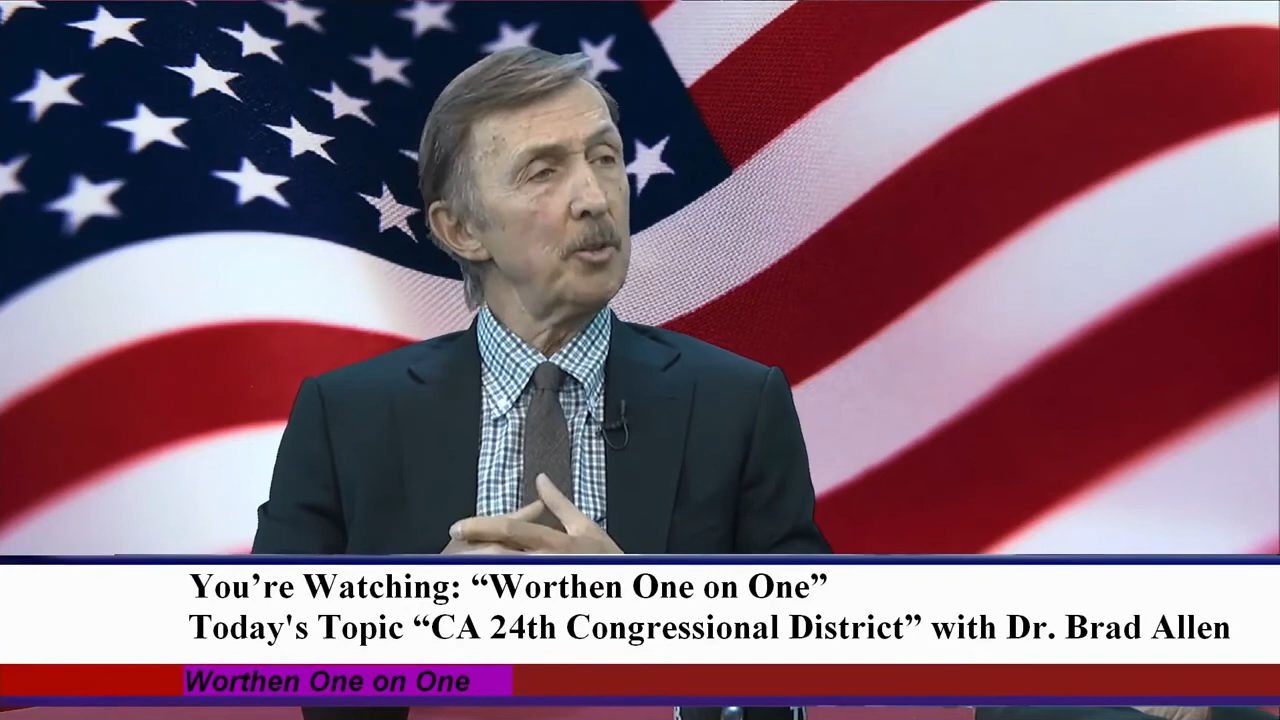 You’re Watching: “Worthen One on One”
Today's Topic “CA 24th Congressional District” with Dr. Brad Allen
Worthen One on One